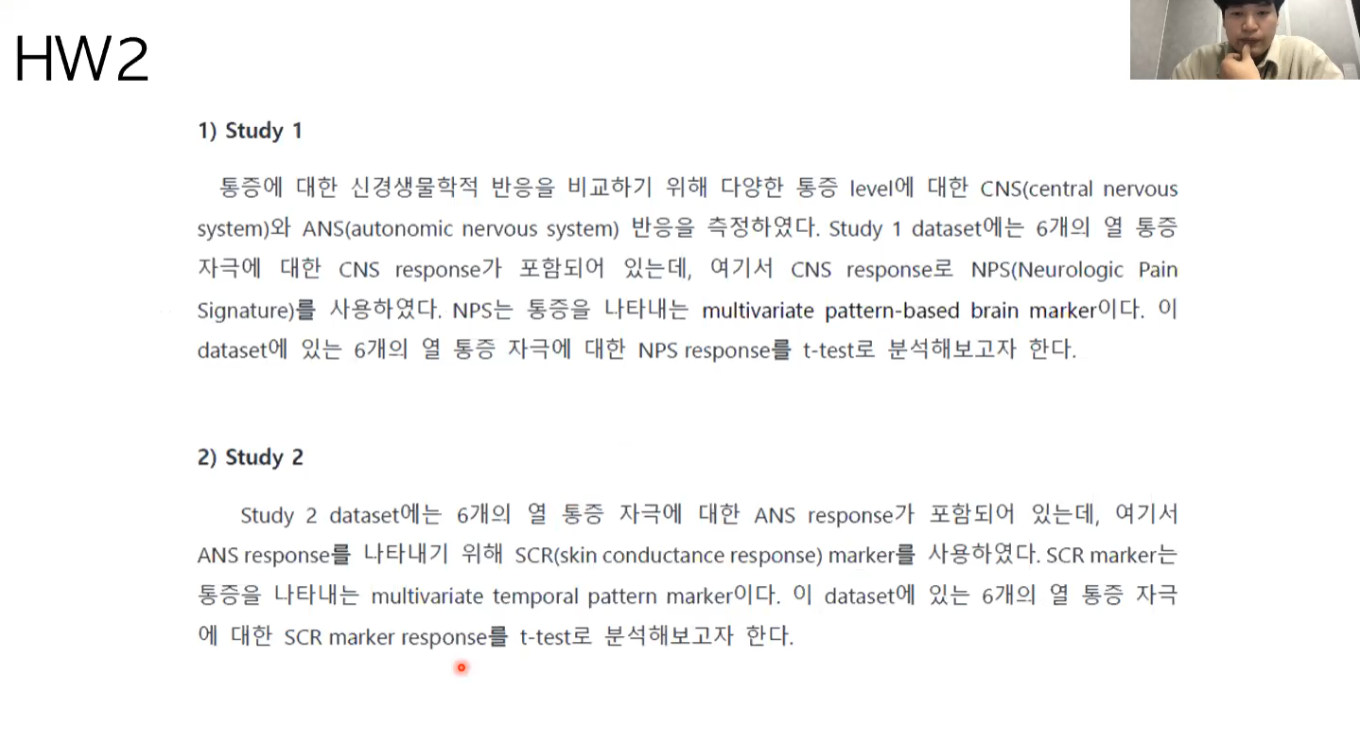 HW2
1) Study 1
통증에 대한 신경생물학적 반응을 비교하기 위해 다양한 통증 level에 대한 CNS(central nervous
system)와 ANS(autonomic nervous system) 반응을 측정하였다. Study 1 dataset에는 6개의 열 통증
자극에 대한 CNS response가 포함되어 있는데, 여기서 CNS response로 NPS(Neurologic Pain
Signature)를 사용하였다. NPS는 통증을 나타내는 multivariate pattern-based brain marker이다. 이
dataset에 있는 6개의 열 통증 자극에 대한 NPS response를 t-test로 분석해보고자 한다.
2) Study 2
Study 2 dataset에는 6개의 열 통증 자극에 대한 ANS response가 포함되어 있는데, 여기서
ANS response를 나타내기 위해 SCR(skin conductance response) marker를 사용하였다. SCR marker는
통증을 나타내는 multivariate temporal pattern marker이다. 이 dataset에 있는 6개의 열 통증 자극
에 대한 SCR marker response를 t-test로 분석해보고자 한다.